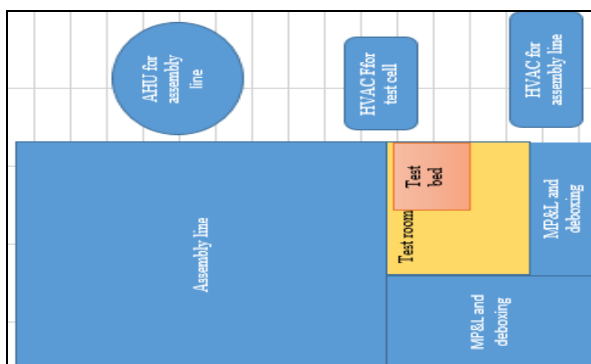 AHU for
assembly
line
HVAC Ffor
test cell
HVAC for
assembly line
Assembly line
Test room
Test
bed
MP&L and
deboxing
MP&L and
deboxing